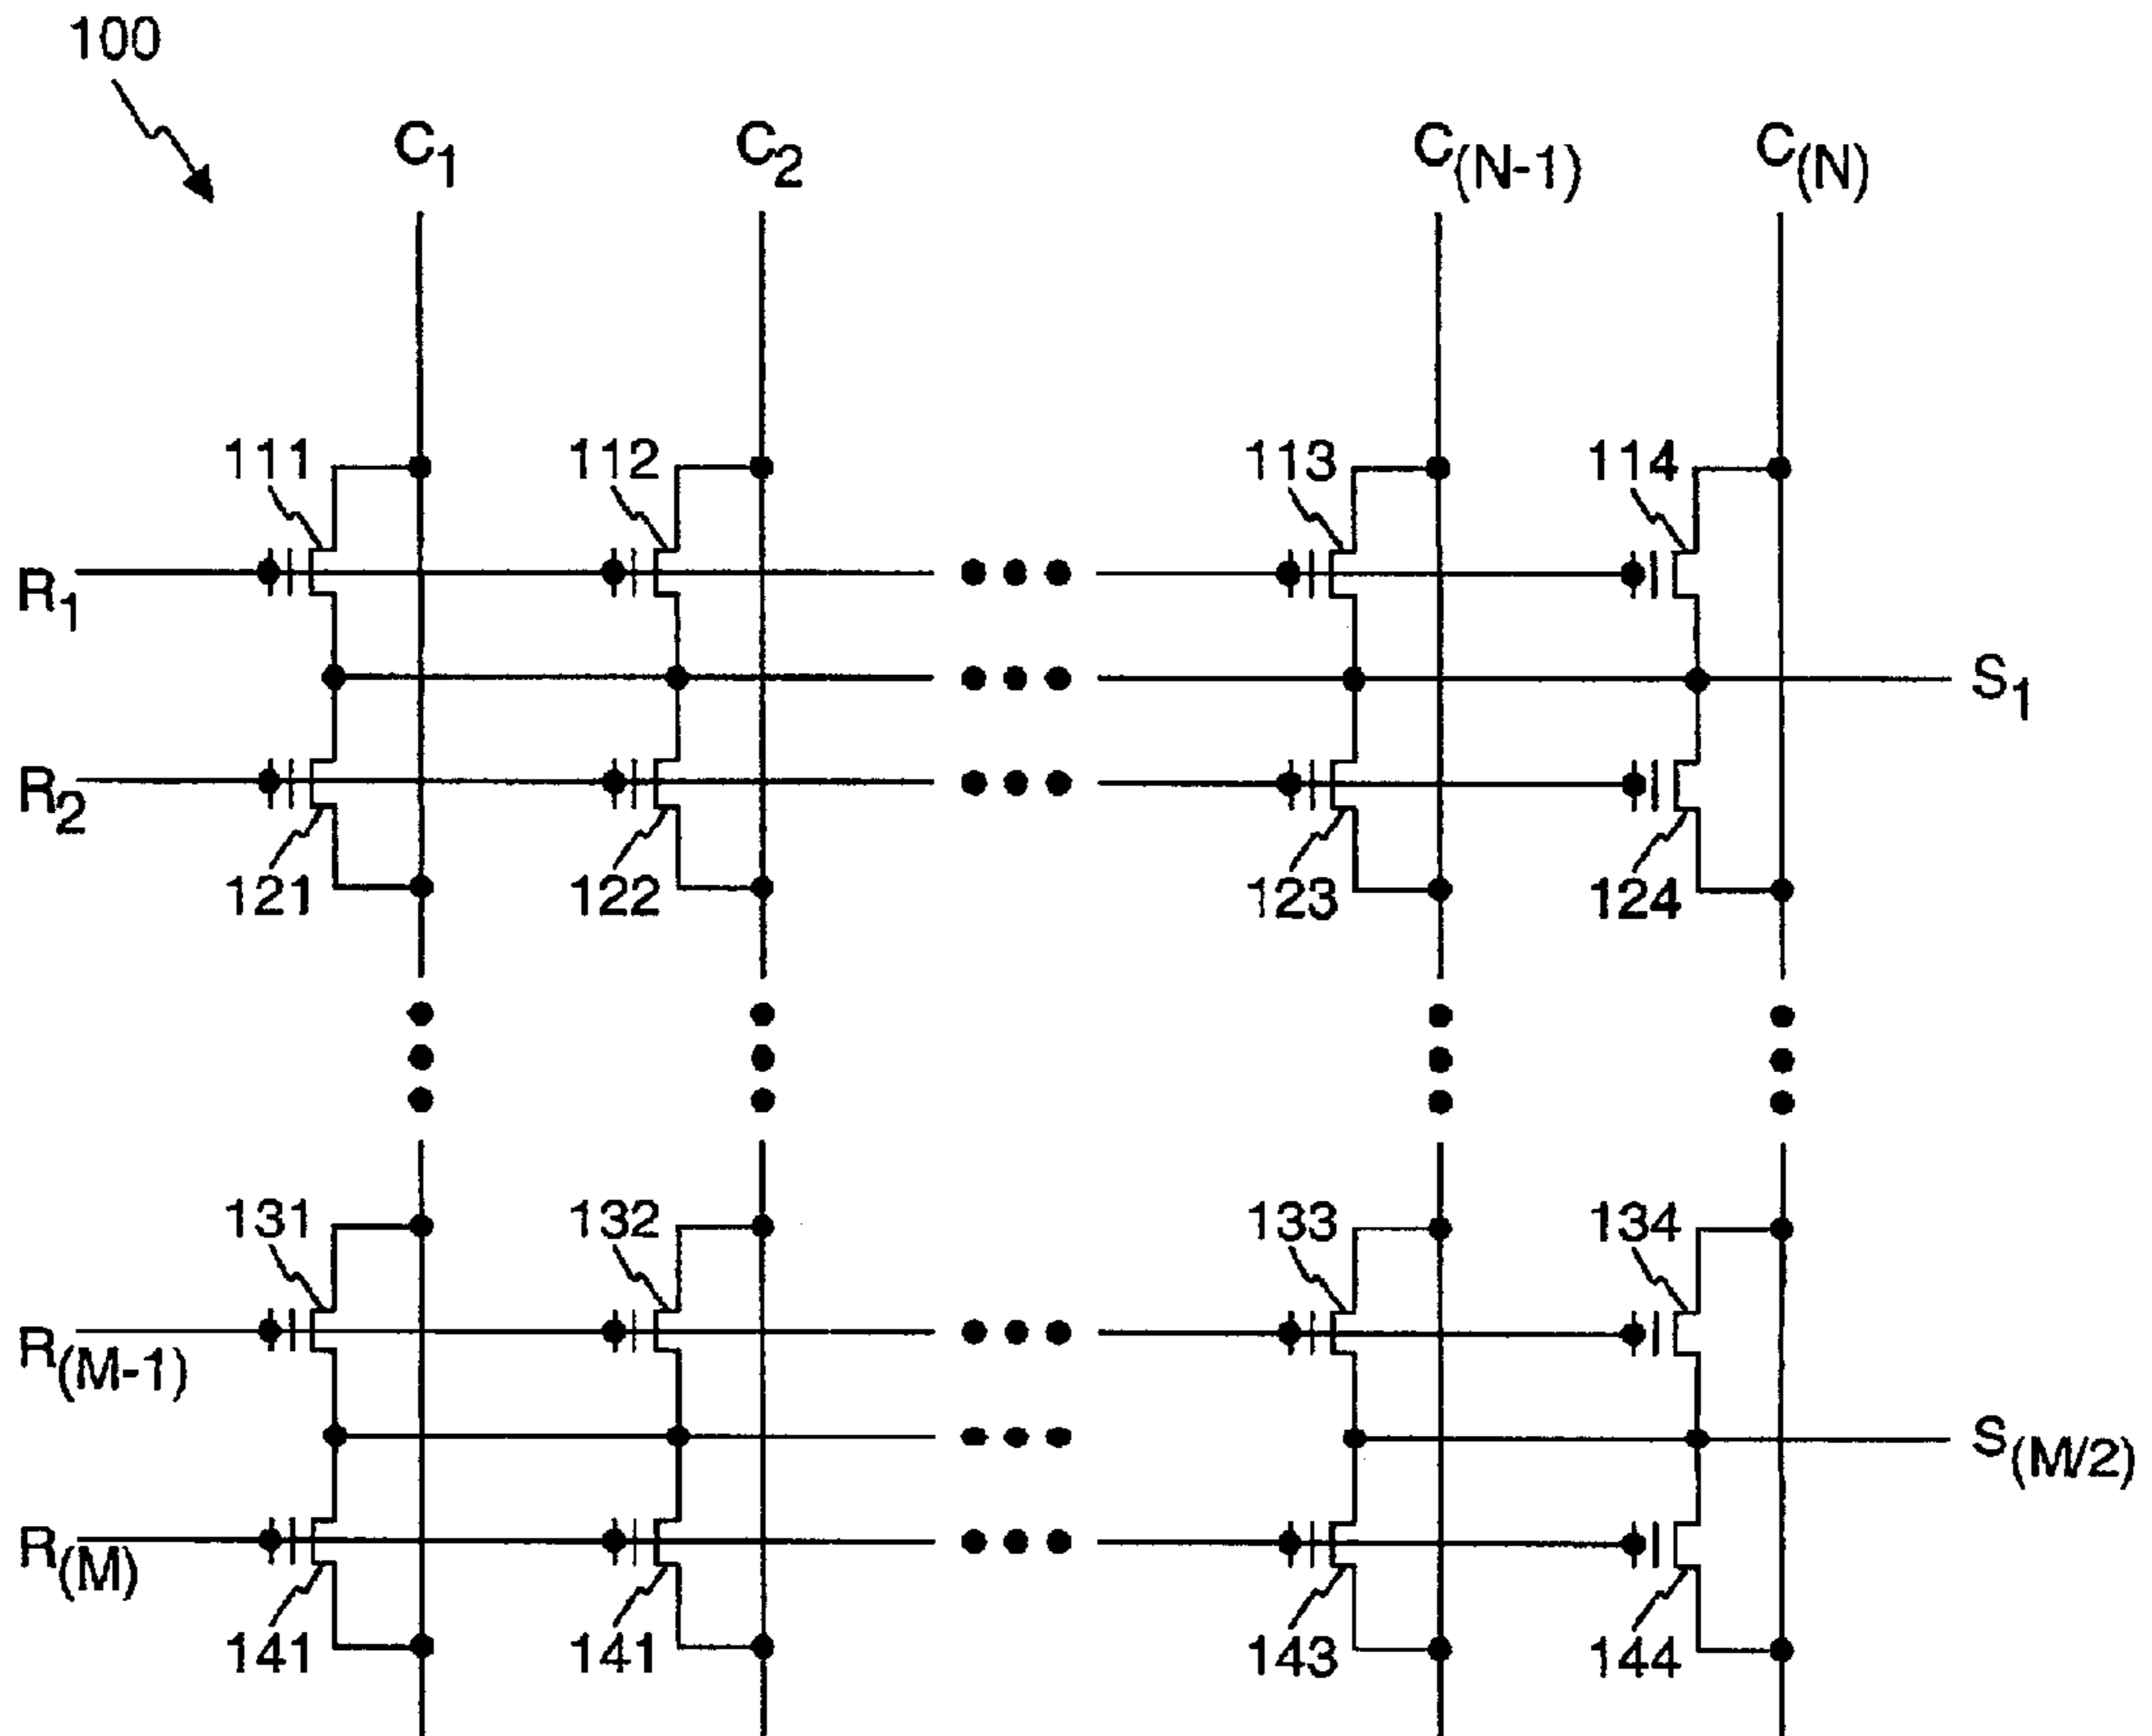 100
C1 C2 C(N-1) C(N)
111 112 113 114
R1
S1
R2
121 122 123 124
131 132 133 134
R(M-1)
S(M/2)
R(M)
141 141 143 144